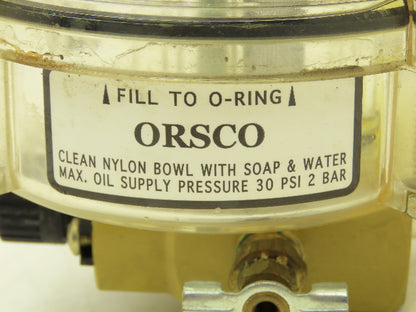 FILL TO O-RING
ORSCO
CLEAN NYLON BOWL WITH SOAP & WATER
MAX. OIL SUPPLY PRESSURE 30 PSI 2 BAR